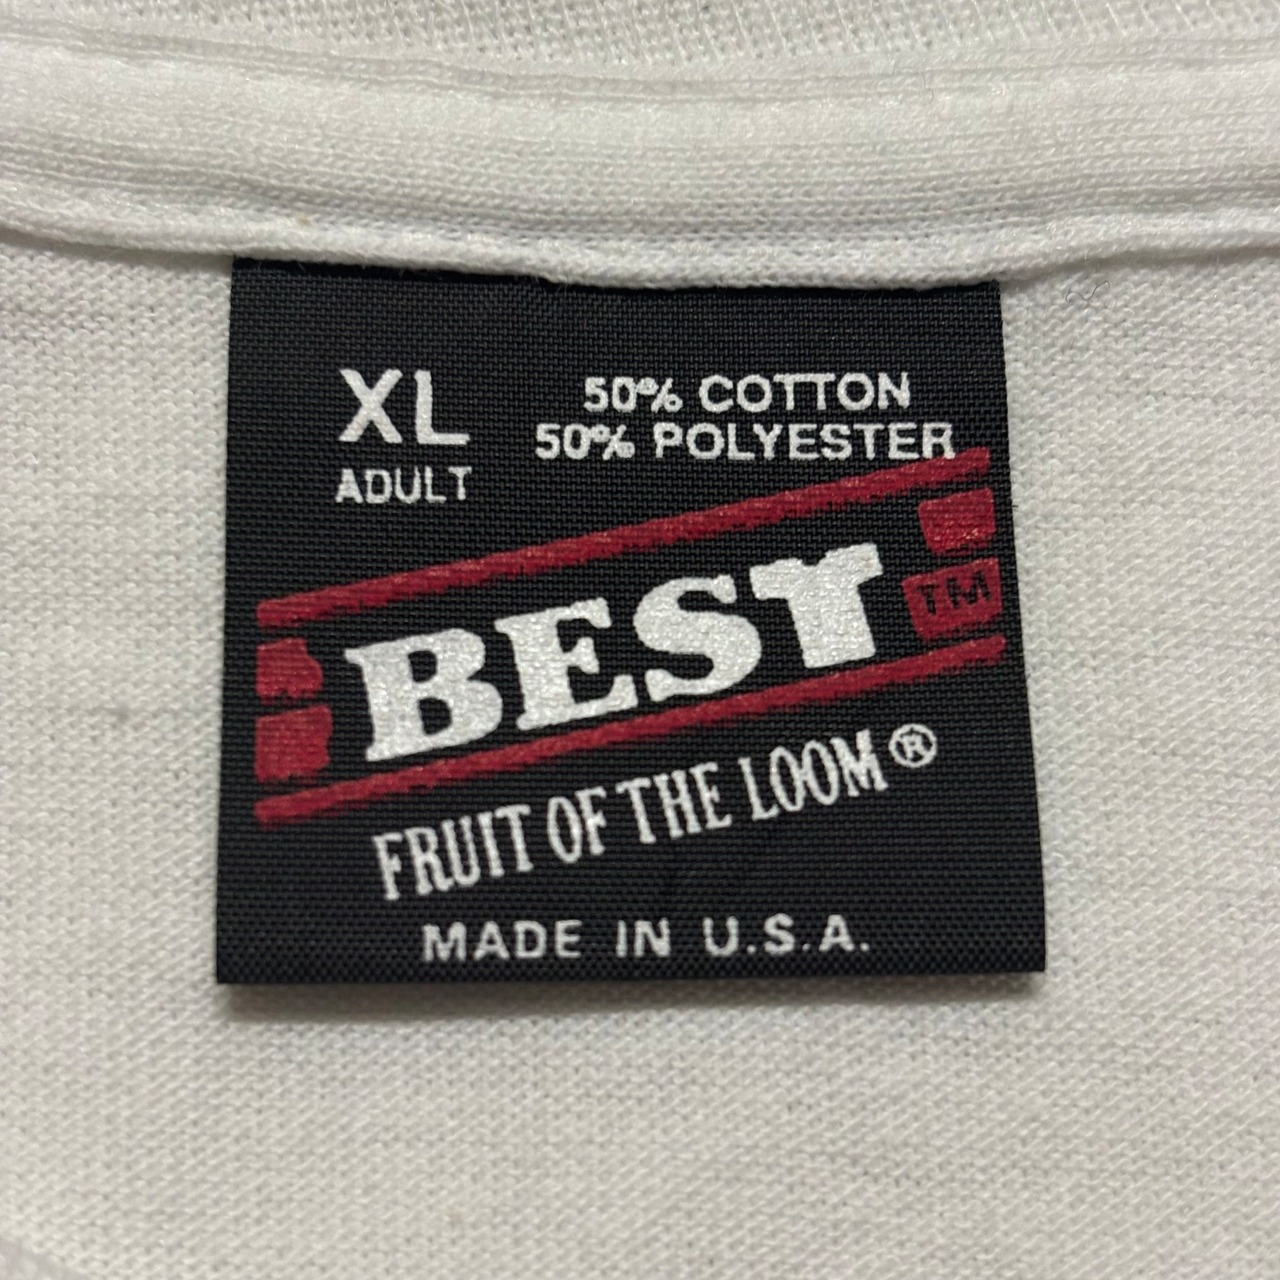 XL
ADULT
50% COTTON
50% POLYESTER
BEST
TM
FRUIT OF THE LOOM®
MADE IN U.S.A.